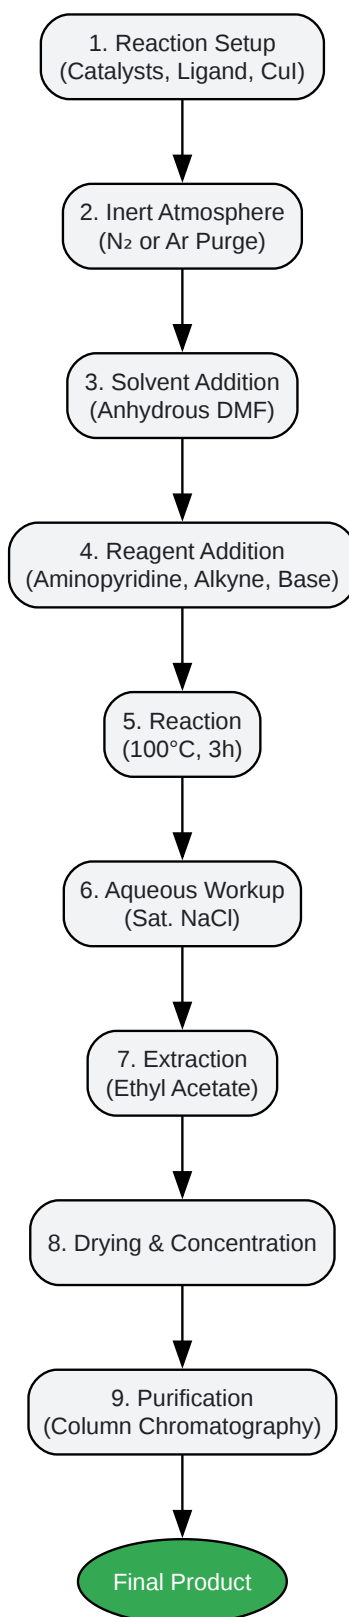 1. Reaction Setup
(Catalysts, Ligand, CuI)
2. Inert Atmosphere
(N₂ or Ar Purge)
3. Solvent Addition
(Anhydrous DMF)
4. Reagent Addition
(Aminopyridine, Alkyne, Base)
5. Reaction
(100°C, 3h)
6. Aqueous Workup
(Sat. NaCl)
7. Extraction
(Ethyl Acetate)
8. Drying & Concentration
9. Purification
(Column Chromatography)
Final Product